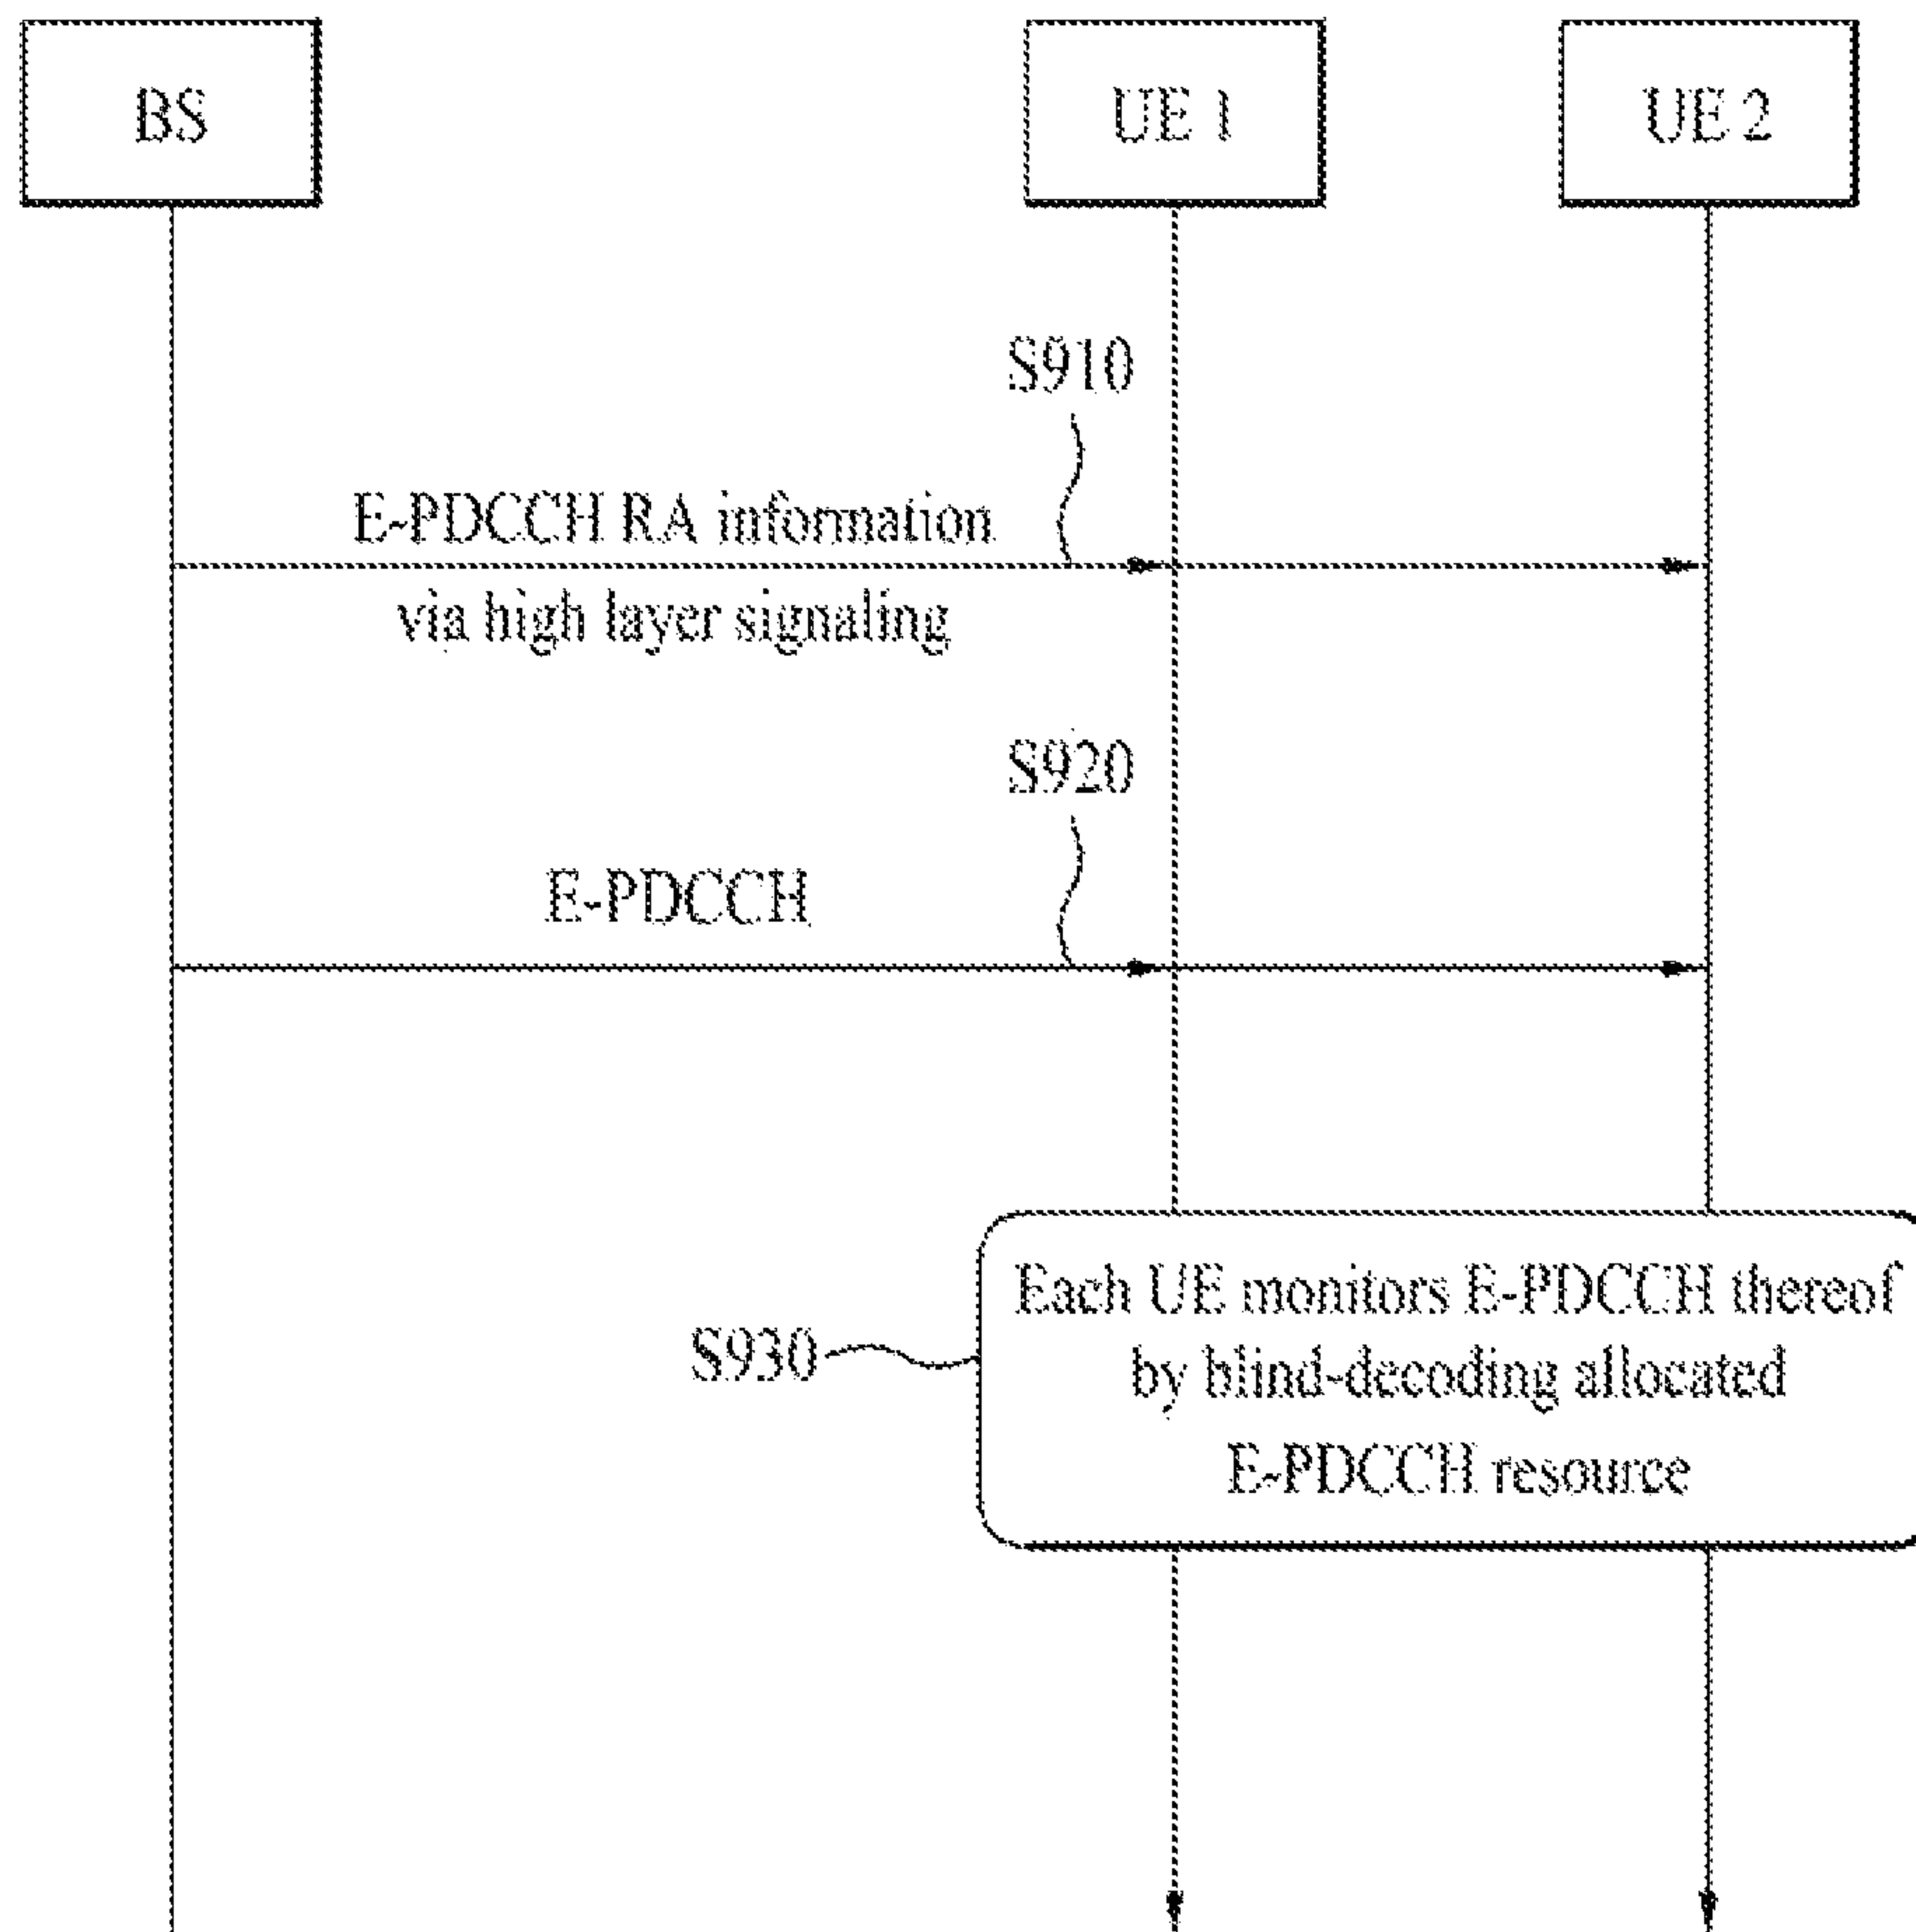 BS
UE 1
UE 2
S910
E-PDCCH RA information
via high layer signaling
S920
E-PDCCH
Each UE monitors E-PDCCH thereof
S930
by blind-decoding allocated
E-PDCCH resource